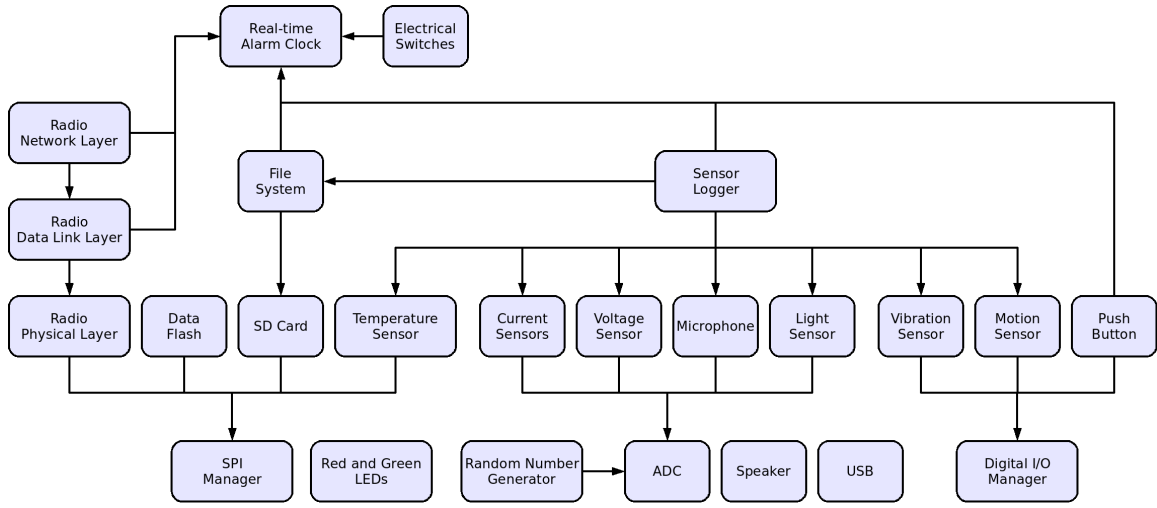 Real-time
Alarm Clock
Electrical
Switches
Radio
Network Layer
File
System
Sensor
Logger
Radio
Data Link Layer
Radio
Physical Layer
Data
Flash
SD Card
Temperature
Sensor
Current
Sensors
Voltage
Sensor
Microphone
Light
Sensor
Vibration
Sensor
Motion
Sensor
Push
Button
SPI
Manager
Red and Green
LEDs
Random Number
Generator
ADC
Speaker
USB
Digital I/O
Manager